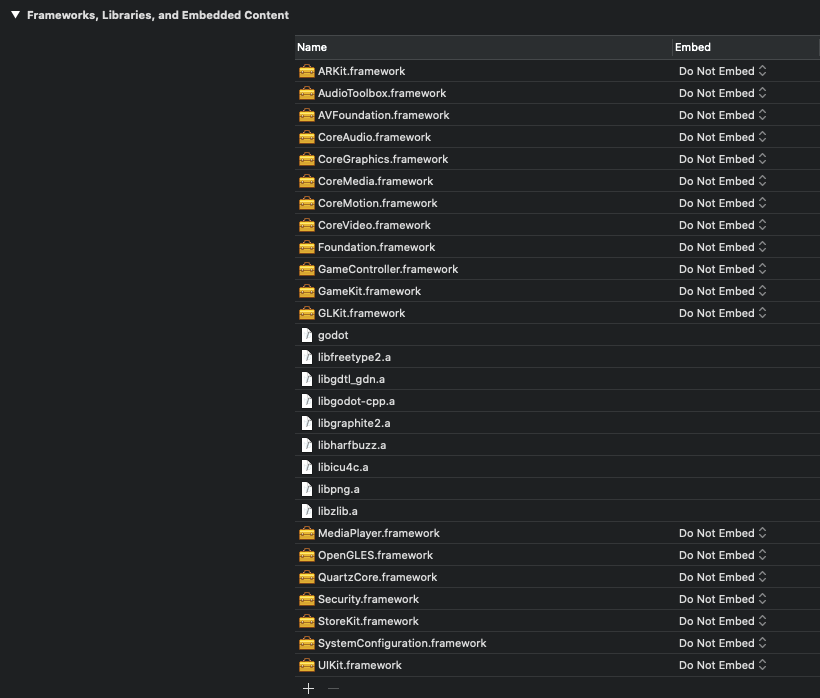 Frameworks, Libraries, and Embedded Content
Name Embed
ARKit.framework Do Not Embed
AudioToolbox.framework Do Not Embed
AVFoundation.framework Do Not Embed
CoreAudio.framework Do Not Embed
CoreGraphics.framework Do Not Embed
CoreMedia.framework Do Not Embed
CoreMotion.framework Do Not Embed
CoreVideo.framework Do Not Embed
Foundation.framework Do Not Embed
GameController.framework Do Not Embed
GameKit.framework Do Not Embed
GLKit.framework Do Not Embed
godot
libfreetype2.a
libgdtl_gdn.a
libgodot-cpp.a
libgraphite2.a
libharfbuzz.a
libicu4c.a
libpng.a
libzlib.a
MediaPlayer.framework Do Not Embed
OpenGLES.framework Do Not Embed
QuartzCore.framework Do Not Embed
Security.framework Do Not Embed
StoreKit.framework Do Not Embed
SystemConfiguration.framework Do Not Embed
UIKit.framework Do Not Embed